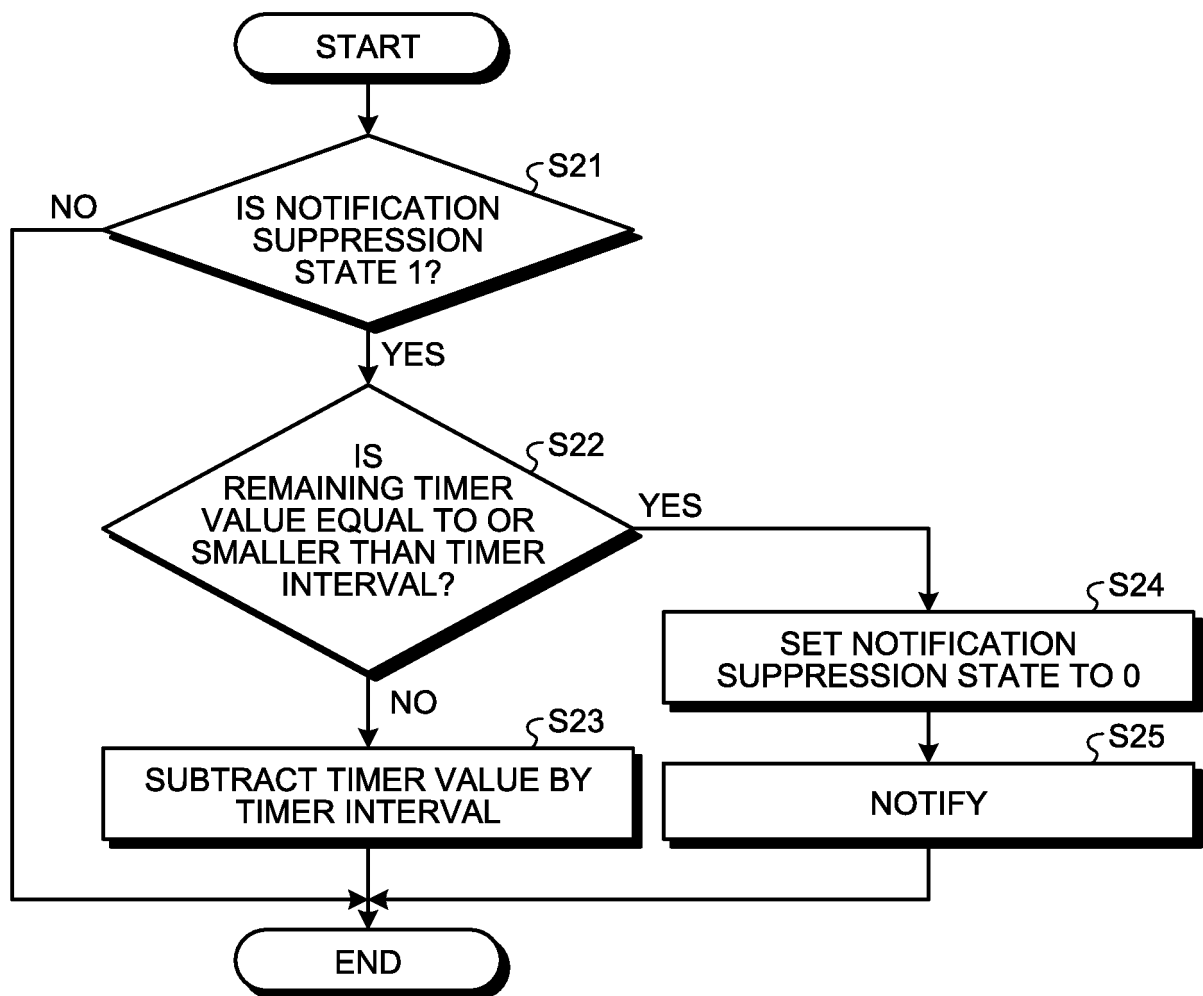 START
S21
NO
IS NOTIFICATION
SUPPRESSION
STATE 1?
YES
S22
IS
REMAINING TIMER
VALUE EQUAL TO OR
SMALLER THAN TIMER
INTERVAL?
YES
NO
S24
SET NOTIFICATION
SUPPRESSION STATE TO 0
S23
SUBTRACT TIMER VALUE BY
TIMER INTERVAL
S25
NOTIFY
END